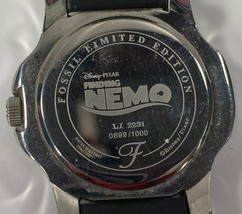 FOSSIL LIMITED EDITION
Disney·PIXAR
FINDING
NEMO
LI 2231
0699/1000
F
©Disney/Pixar